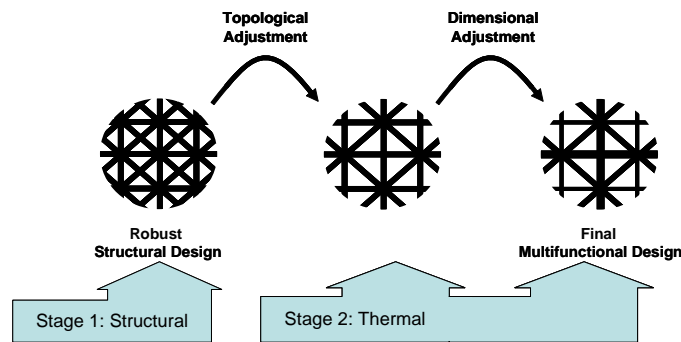 Topological
Adjustment
Dimensional
Adjustment
Robust
Structural Design
Final
Multifunctional Design
Stage 1: Structural
Stage 2: Thermal